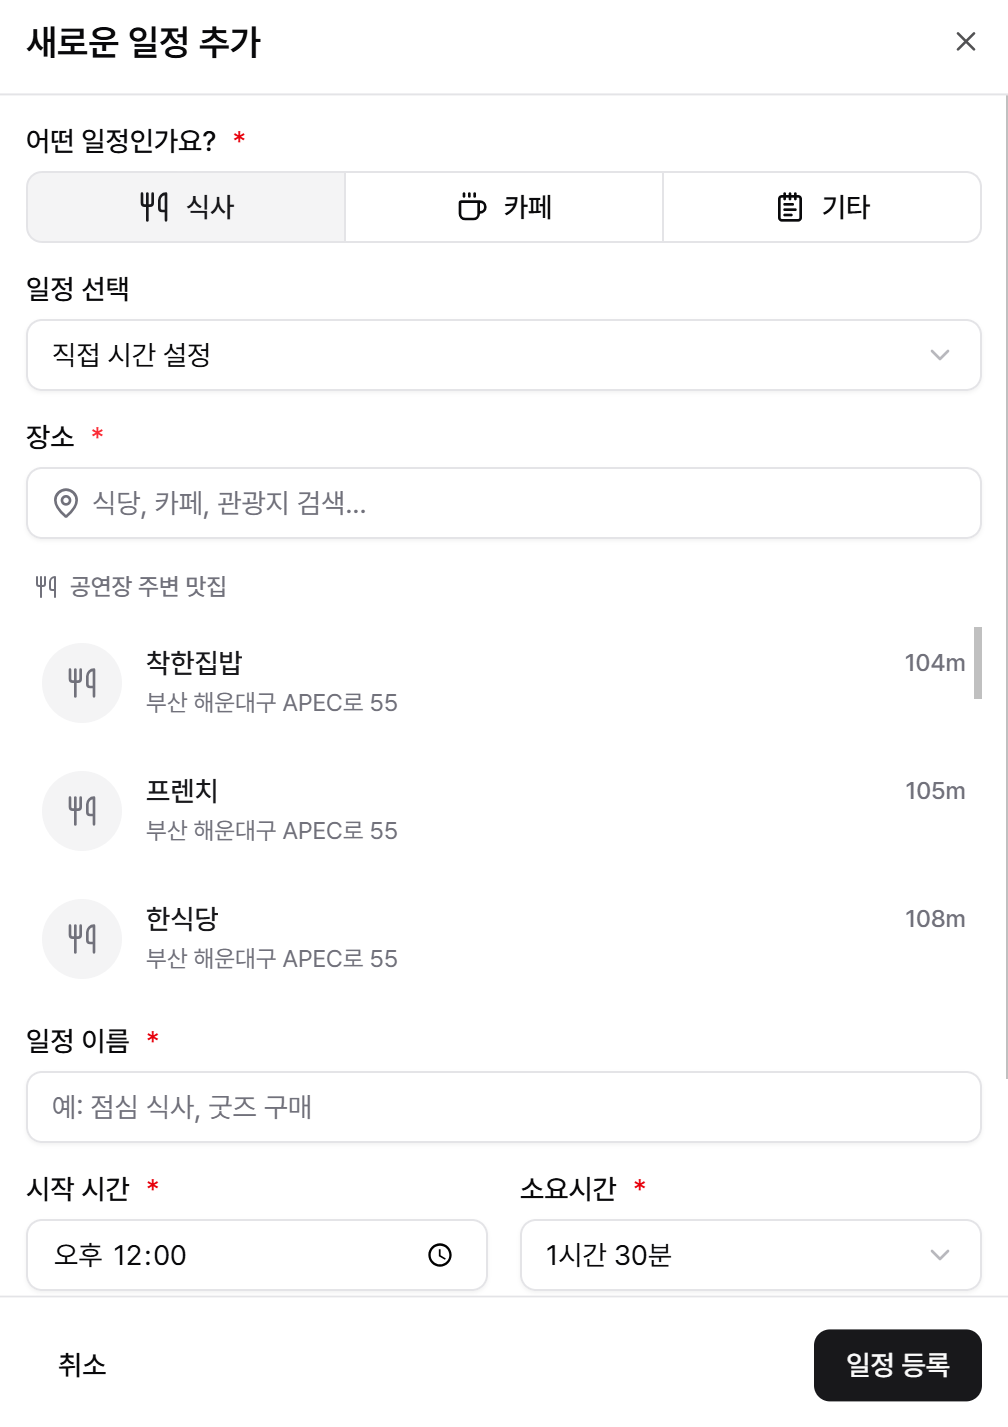 새로운 일정 추가
어떤 일정인가요? *
식사 카페 기타
일정 선택
직접 시간 설정
장소 *
식당, 카페, 관광지 검색...
공연장 주변 맛집
착한집밥 104m
부산 해운대구 APEC로 55
프렌치 105m
부산 해운대구 APEC로 55
한식당 108m
부산 해운대구 APEC로 55
일정 이름 *
예: 점심 식사, 굿즈 구매
시작 시간 * 소요시간 *
오후 12:00 1시간 30분
취소 일정 등록